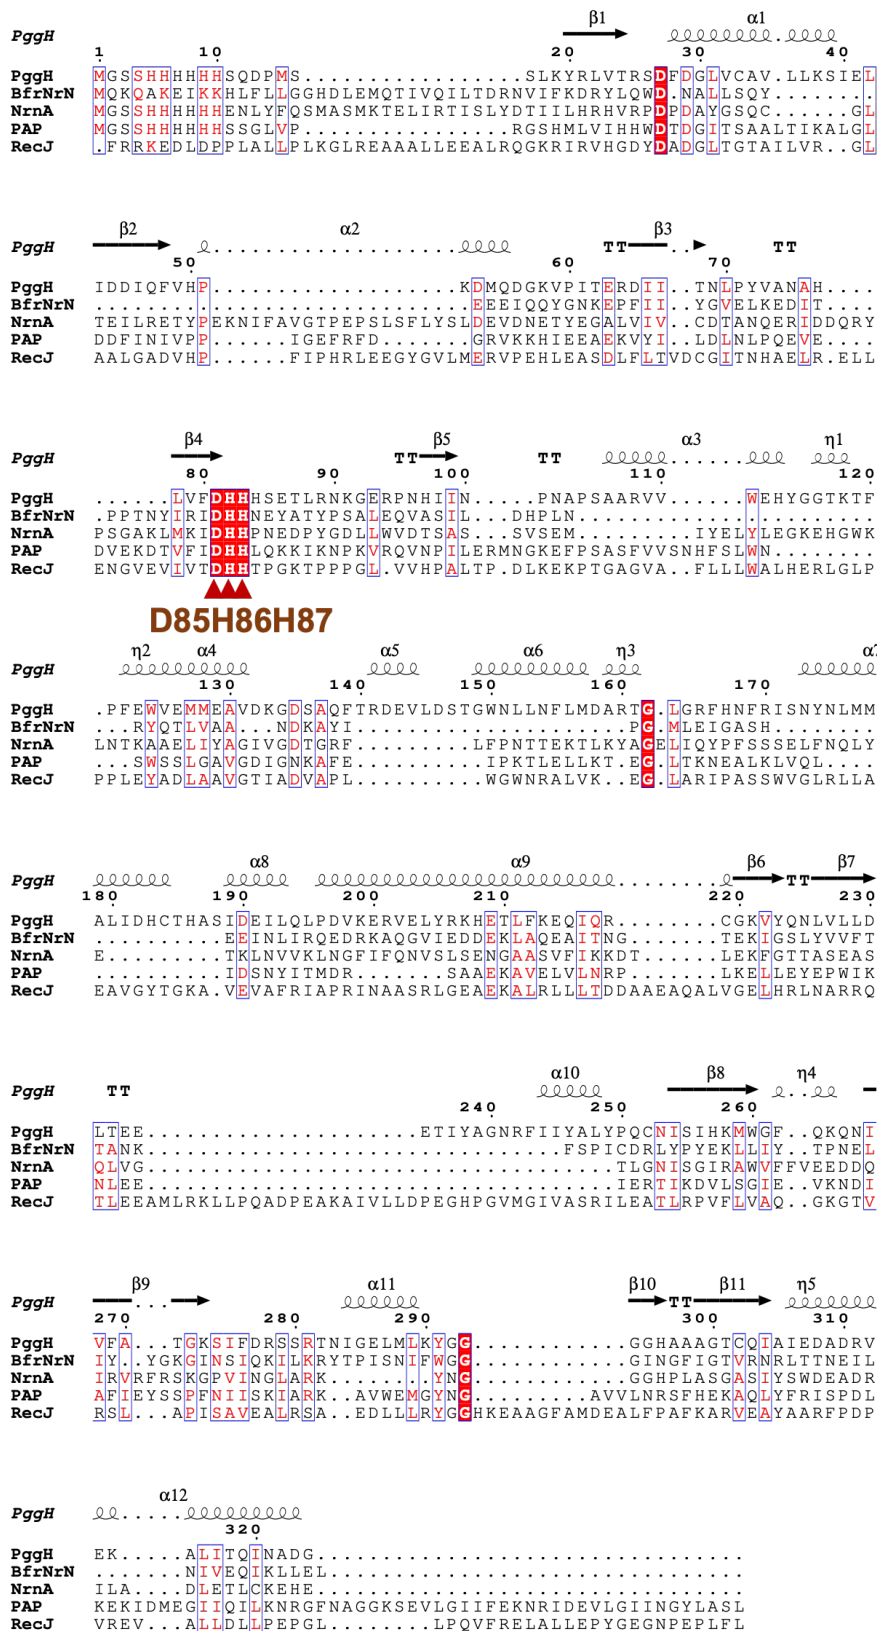 β1 α1
PggH
1 10 20 30 40
PggH MGSSHHHHHHSQDPMS...................SLKYRLVTRSDFDGLVCAV.LLKSIEL
BfrNrN MQKQAKEIKKHLFLLGGHDLEMQTIVQILTDRNVIFKDRYLQWD.NALLSQY........
NrnA MGSSHHHHHHENLYFQSMASMKTELIRTISLYDTIILHRHVRPDPDAYGSQC......GL
PAP MGSSHHHHHHSSGLVP.................RGSHMLVIHHWDTDGITSAALTIKALGL
RecJ .FRRKEDLDPPLALLPLKGLREAAALLEEALRQGKRIRVHGDYDADGLTGTAILVR..GL
β2 α2 β3
PggH TT TT
50 60 70
PggH IDDIQFVHP....................KDMQDGKVPITERDII..TNLPYVANAH....
BfrNrN .............................EEEIQQYGNKEPFII..YGVELKEDIT....
NrnA TEILRETYPEKNIFAVGTPEPSLSFLYSLDEVDNETYEGALVIV..CDTANQERIDDQRY
PAP DDFINIVPP......IGEFRFD.......GRVKKHIEEAEKVYI..LDLNLPQEVE....
RecJ AALGADVHP......FIPHRLEEGYGVLMERVPEHLEASDLFLTVDCGITNHAELR.ELL
β4 β5 α3 η1
PggH TT TT
80 90 100 110 120
PggH ......LVFDHHHSETLRNKGERPNHIIN.....PNAPSAARVV......WEHYGGTKTF
BfrNrN .PPTNYIRIDHHNEYATYPSALEQVASIL...DHPLN.......................
NrnA PSGAKLMKIDHHPNEDPYGDLLWVDTSAS....SVSEM.......IYELYLEGKEHGWK
PAP DVEKDTVFIDHHLQKKIKNPKVRQVNPILERMNGKEFPSASFVVSNHFSLWN.........
RecJ ENGVEVIVTDHHTPGKTPPPGL.VVHPALTP.DLKEKPTGAGVA..FLLLWALHERLGLP
D85H86H87
η2 α4 α5 α6 η3 α7
PggH
130 140 150 160 170
PggH .PFEWVEMMEAVDKGDSAQFTRDEVLDSTGWNLLNFLMDARTG.LGRFHNFRISNYNLMM
BfrNrN ...RYQTLVAA..NDKAYI......................PG.MLEIGASH........
NrnA LNTKAAELIYAGIVGDTGRF.........LFPNTTEKTLKYAGELIQYPFSSSELFNQLY
PAP ...SWSSLGAVGDIGNKAFE.........IPKTLELLKT.EG.LTKNEALKLVQL....
RecJ PPLEYADLAAVGTIADVAPL.........WGWNRALVK..EG.LARIPASSWVGLRLLA
α8 α9 β6 β7
PggH TT
180 190 200 210 220 230
PggH ALIDHCTHASIDEILQLPDVKERVELYRKHETLFKEQIQR........CGKVYQNLVLLD
BfrNrN ..........EEINLIRQEDRKAQGVIEDDEKLAQEAITNG.......TEKIGSLYVVFT
NrnA E.........TKLNVVKLNGFIFQNVSLSENGAASVFIKKDT......LEKFGTTASEAS
PAP ..........IDSNYITMDR.......SAAEKAVELVLNRP.......LKELLEYEPWIK
RecJ EAVGYTGKA.VEVAFRIAPRINAASRLGEAEKALRLLLTDDAAEAQALVGELHRLNARRQ
α10 β8 η4
PggH TT
240 250 260
PggH LTEE.....................ETIYAGNRFIIYALYPQCNISIHKMWGF..QKQNI
BfrNrN TANK................................FSPICDRLYPYEKLLIY..TPNEL
NrnA QLVG....................................TLGNISGIRAWVFFVEEDDQ
PAP NLEE....................................IERTIKDVLSGIE..VKNDI
RecJ TLEEAMLRKLLPQADPEAKAIVLLDPEGHPGVMGIVASRILEATLRPVFLVAQ..GKGTV
β9 α11 β10 β11 η5
PggH TT
270 280 290 300 310
PggH VFA...TGKSIFDRSSRTNIGELMLKYGG............GGHAAAGTCQIAIEDADRV
BfrNrN IY..YGKGINSIQKILKRYTPISNIFWGG............GINGFIGTVRNRLTTNEIL
NrnA IRVRFRSKGPVINGLARK.......YNG............GGHPLASGASIYSWDEADR
PAP AFIEYSSPFNIISKIARK..AVWEMGYNG.........AVVLNRSFHEKAQLYFRISPDL
RecJ RSL...APISAVEALRSA..EDLLLRYGGHKEAAGFAMDEALFPAFKARVEAYAARFPDP
α12
PggH
320
PggH EK.....ALITQINADG.................................
BfrNrN ........NIVEQIKLLEL...............................
NrnA ILA....DLETLCKEHE.................................
PAP KEKIDMEGIIQILKNRGFNAGGKSEVLGIIFEKNRIDEVLGIINGYLASL
RecJ VREV...ALLDLLPEPGL.......LPQVFRELALLEPYGEGNPEPLFL